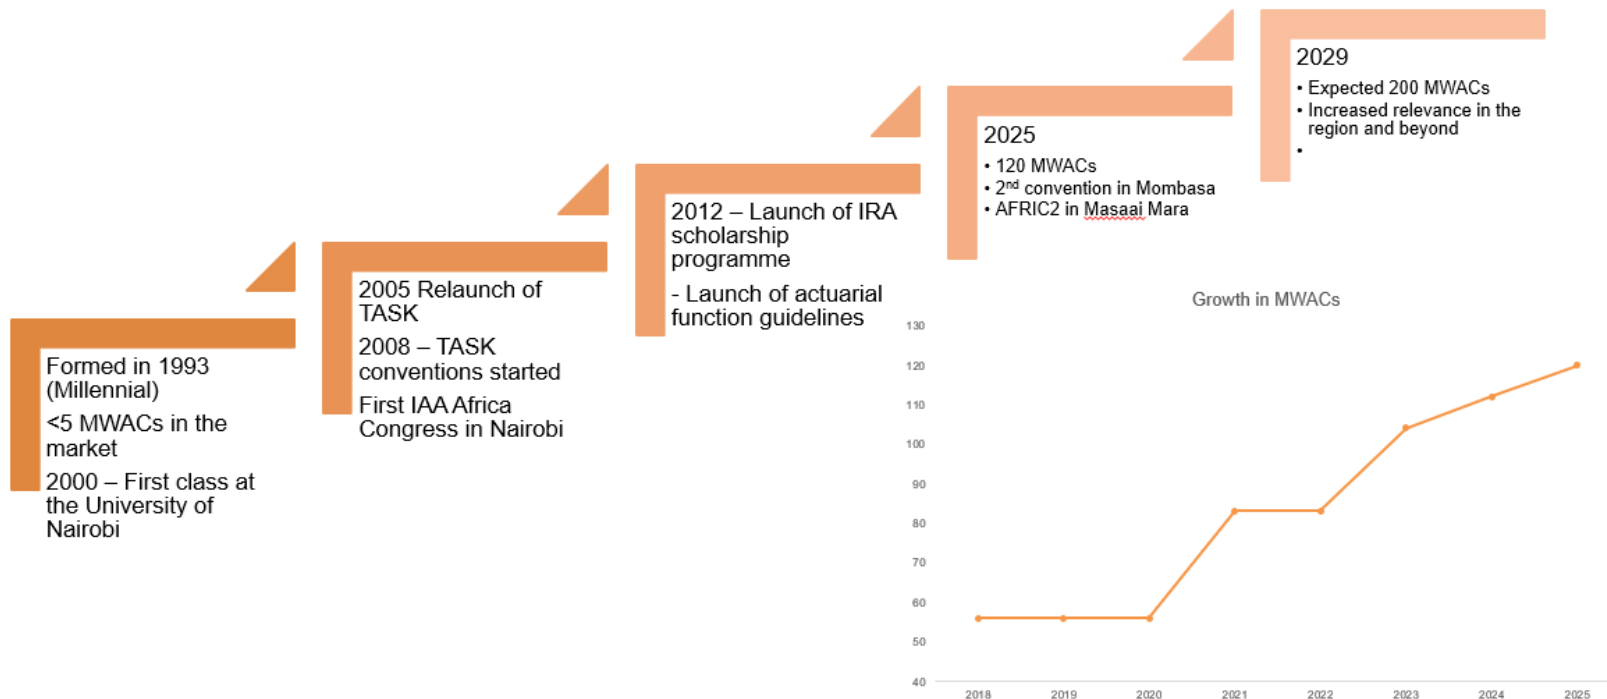 Formed in 1993
(Millennial)
<5 MWACs in the
market
2000 – First class at
the University of
Nairobi
2005 Relaunch of
TASK
2008 – TASK
conventions started
First IAA Africa
Congress in Nairobi
2012 – Launch of IRA
scholarship
programme
- Launch of actuarial
function guidelines
2025
• 120 MWACs
• 2nd convention in Mombasa
• AFRIC2 in Masaai Mara
2029
• Expected 200 MWACs
• Increased relevance in the
region and beyond
•
Growth in MWACs
130
120
110
100
90
80
70
60
50
40
2018 2019 2020 2021 2022 2023 2024 2025